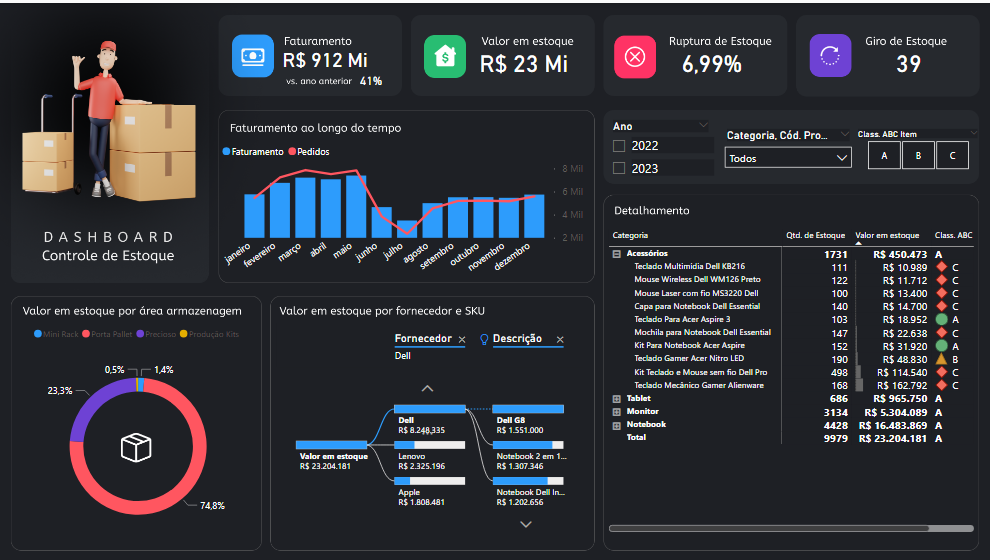 DASHBOARD
Controle de Estoque
Faturamento
R$ 912 Mi
vs. ano anterior 41%
Valor em estoque
R$ 23 Mi
Ruptura de Estoque
6,99%
Giro de Estoque
39
Faturamento ao longo do tempo
Faturamento Pedidos
8 Mil
6 Mil
4 Mil
2 Mil
janeiro
fevereiro
março
abril
maio
junho
julho
agosto
setembro
outubro
novembro
dezembro
Ano
2022
2023
Categoria, Cód. Pro...
Todos
Class. ABC Item
A B C
Detalhamento
Categoria Qtd. de Estoque Valor em estoque Class. ABC
Acessórios 1731 R$ 450.473 A
Teclado Multimidia Dell KB216 111 R$ 10.989 C
Mouse Wireless Dell WM126 Preto 122 R$ 11.712 C
Mouse Laser com fio MS3220 Dell 100 R$ 13.400 C
Capa para Notebook Dell Essential 140 R$ 14.700 C
Teclado Para Acer Aspire 3 103 R$ 18.952 A
Mochila para Notebook Dell Essential 147 R$ 22.638 C
Kit Para Notebook Acer Aspire 152 R$ 31.920 A
Teclado Gamer Acer Nitro LED 190 R$ 48.830 B
Kit Teclado e Mouse sem fio Dell Pro 498 R$ 114.540 C
Teclado Mecânico Gamer Alienware 168 R$ 162.792 C
Tablet 686 R$ 965.750 A
Monitor 3134 R$ 5.304.089 A
Notebook 4428 R$ 16.483.869 A
Total 9979 R$ 23.204.181 A
Valor em estoque por área armazenagem
Mini Rack Porta Pallet Precioso Produção Kits
0,5% 1,4%
23,3%
74,8%
Valor em estoque por fornecedor e SKU
Fornecedor Descrição
Dell
Valor em estoque
R$ 23.204.181
Dell
R$ 8.248.335
Lenovo
R$ 2.325.196
Apple
R$ 1.808.481
Dell G8
R$ 1.551.000
Notebook 2 em 1...
R$ 1.307.346
Notebook Dell In...
R$ 1.202.656